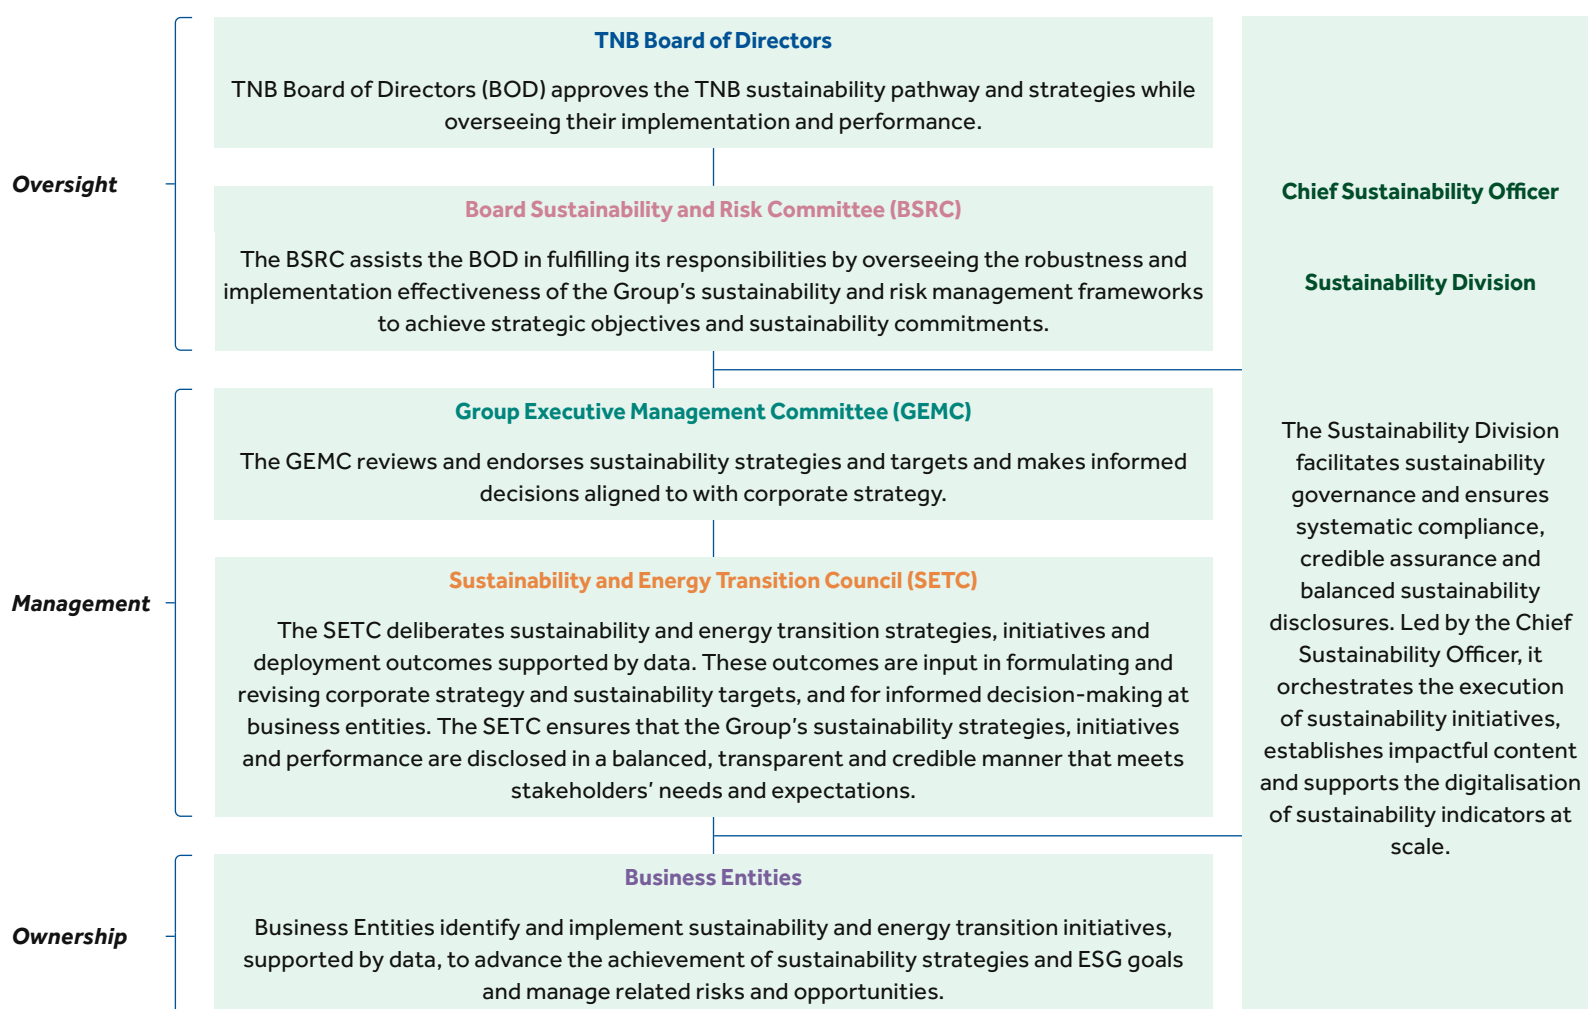 Oversight
TNB Board of Directors
TNB Board of Directors (BOD) approves the TNB sustainability pathway and strategies while
overseeing their implementation and performance.
Board Sustainability and Risk Committee (BSRC)
The BSRC assists the BOD in fulfilling its responsibilities by overseeing the robustness and
implementation effectiveness of the Group’s sustainability and risk management frameworks
to achieve strategic objectives and sustainability commitments.
Management
Group Executive Management Committee (GEMC)
The GEMC reviews and endorses sustainability strategies and targets and makes informed
decisions aligned to with corporate strategy.
Sustainability and Energy Transition Council (SETC)
The SETC deliberates sustainability and energy transition strategies, initiatives and
deployment outcomes supported by data. These outcomes are input in formulating and
revising corporate strategy and sustainability targets, and for informed decision-making at
business entities. The SETC ensures that the Group’s sustainability strategies, initiatives
and performance are disclosed in a balanced, transparent and credible manner that meets
stakeholders’ needs and expectations.
Ownership
Business Entities
Business Entities identify and implement sustainability and energy transition initiatives,
supported by data, to advance the achievement of sustainability strategies and ESG goals
and manage related risks and opportunities.
Chief Sustainability Officer
Sustainability Division
The Sustainability Division
facilitates sustainability
governance and ensures
systematic compliance,
credible assurance and
balanced sustainability
disclosures. Led by the Chief
Sustainability Officer, it
orchestrates the execution
of sustainability initiatives,
establishes impactful content
and supports the digitalisation
of sustainability indicators at
scale.